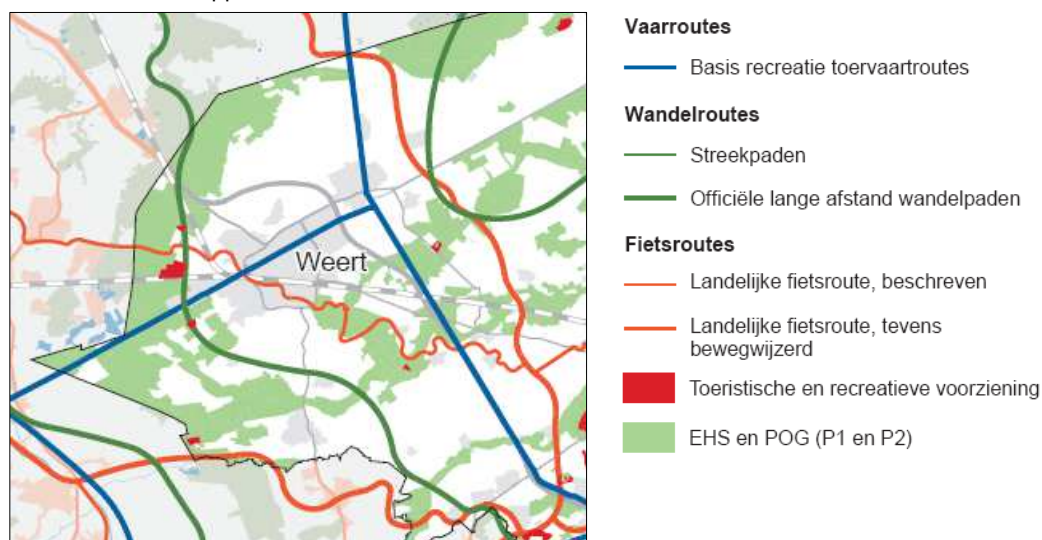 Weert
Vaarroutes
Basis recreatie toervaartroutes
Wandelroutes
Streekpaden
Officiële lange afstand wandelpaden
Fietsroutes
Landelijke fietsroute, beschreven
Landelijke fietsroute, tevens
bewegwijzerd
Toeristische en recreatieve voorziening
EHS en POG (P1 en P2)